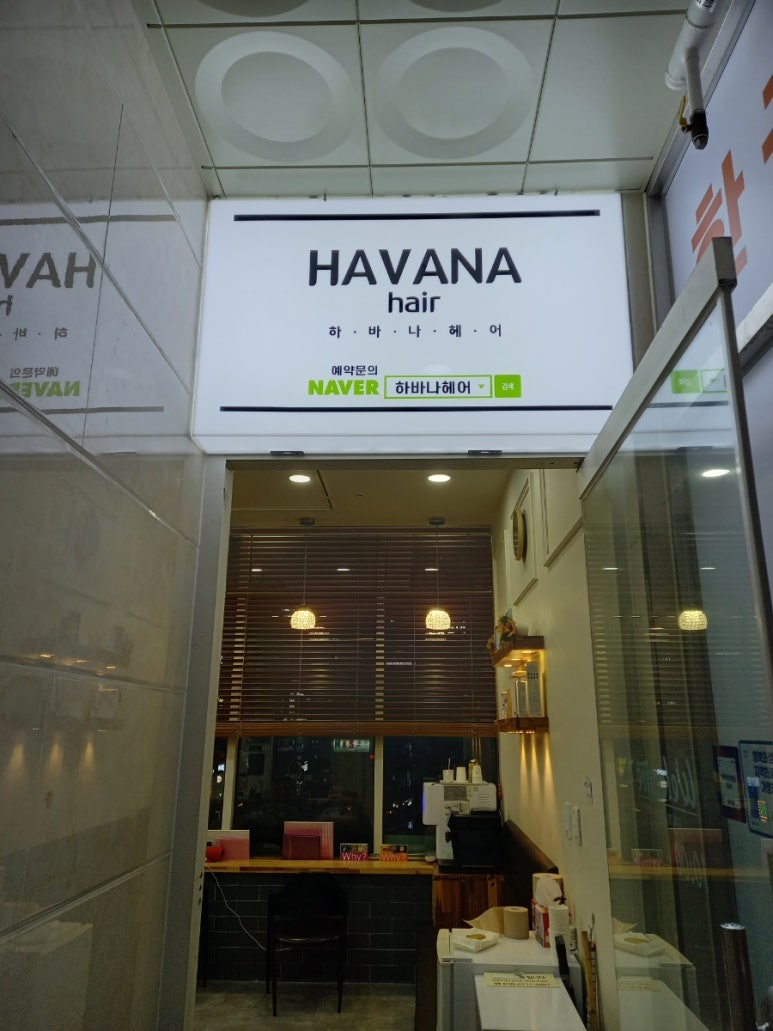 HAVANA
hair
하·바·나·헤·어
예약문의
NAVER 하바나헤어 검색
한
Why? Why?